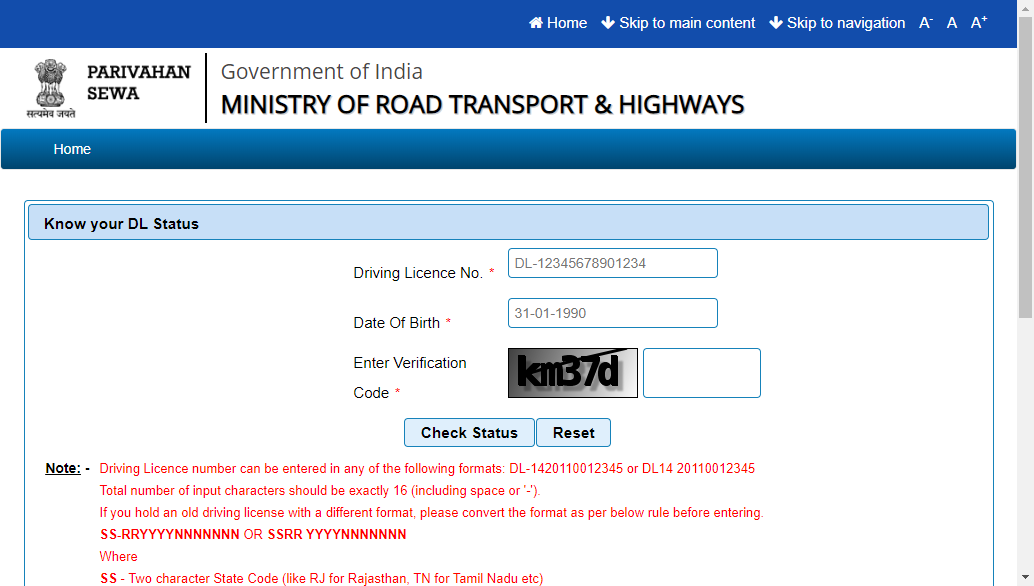 Home Skip to main content Skip to navigation A- A A+
PARIVAHAN
SEWA
सत्यमेव जयते
Government of India
MINISTRY OF ROAD TRANSPORT & HIGHWAYS
Home
Know your DL Status
Driving Licence No. * DL-12345678901234
Date Of Birth * 31-01-1990
Enter Verification
Code *
km37d
Check Status Reset
Note: - Driving Licence number can be entered in any of the following formats: DL-1420110012345 or DL14 20110012345
Total number of input characters should be exactly 16 (including space or '-').
If you hold an old driving license with a different format, please convert the format as per below rule before entering.
SS-RRYYYYNNNNNNN OR SSRR YYYYNNNNNNN
Where
SS - Two character State Code (like RJ for Rajasthan, TN for Tamil Nadu etc)